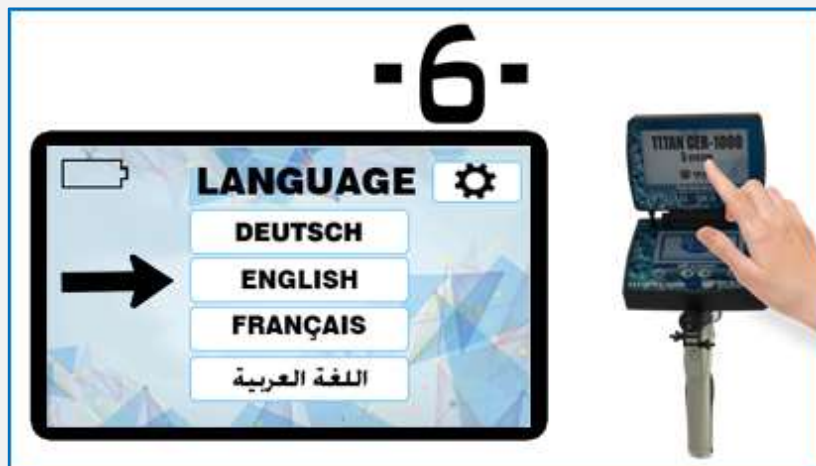 -6-
LANGUAGE
DEUTSCH
ENGLISH
FRANÇAIS
اللغة العربية
TITAN GER-1000